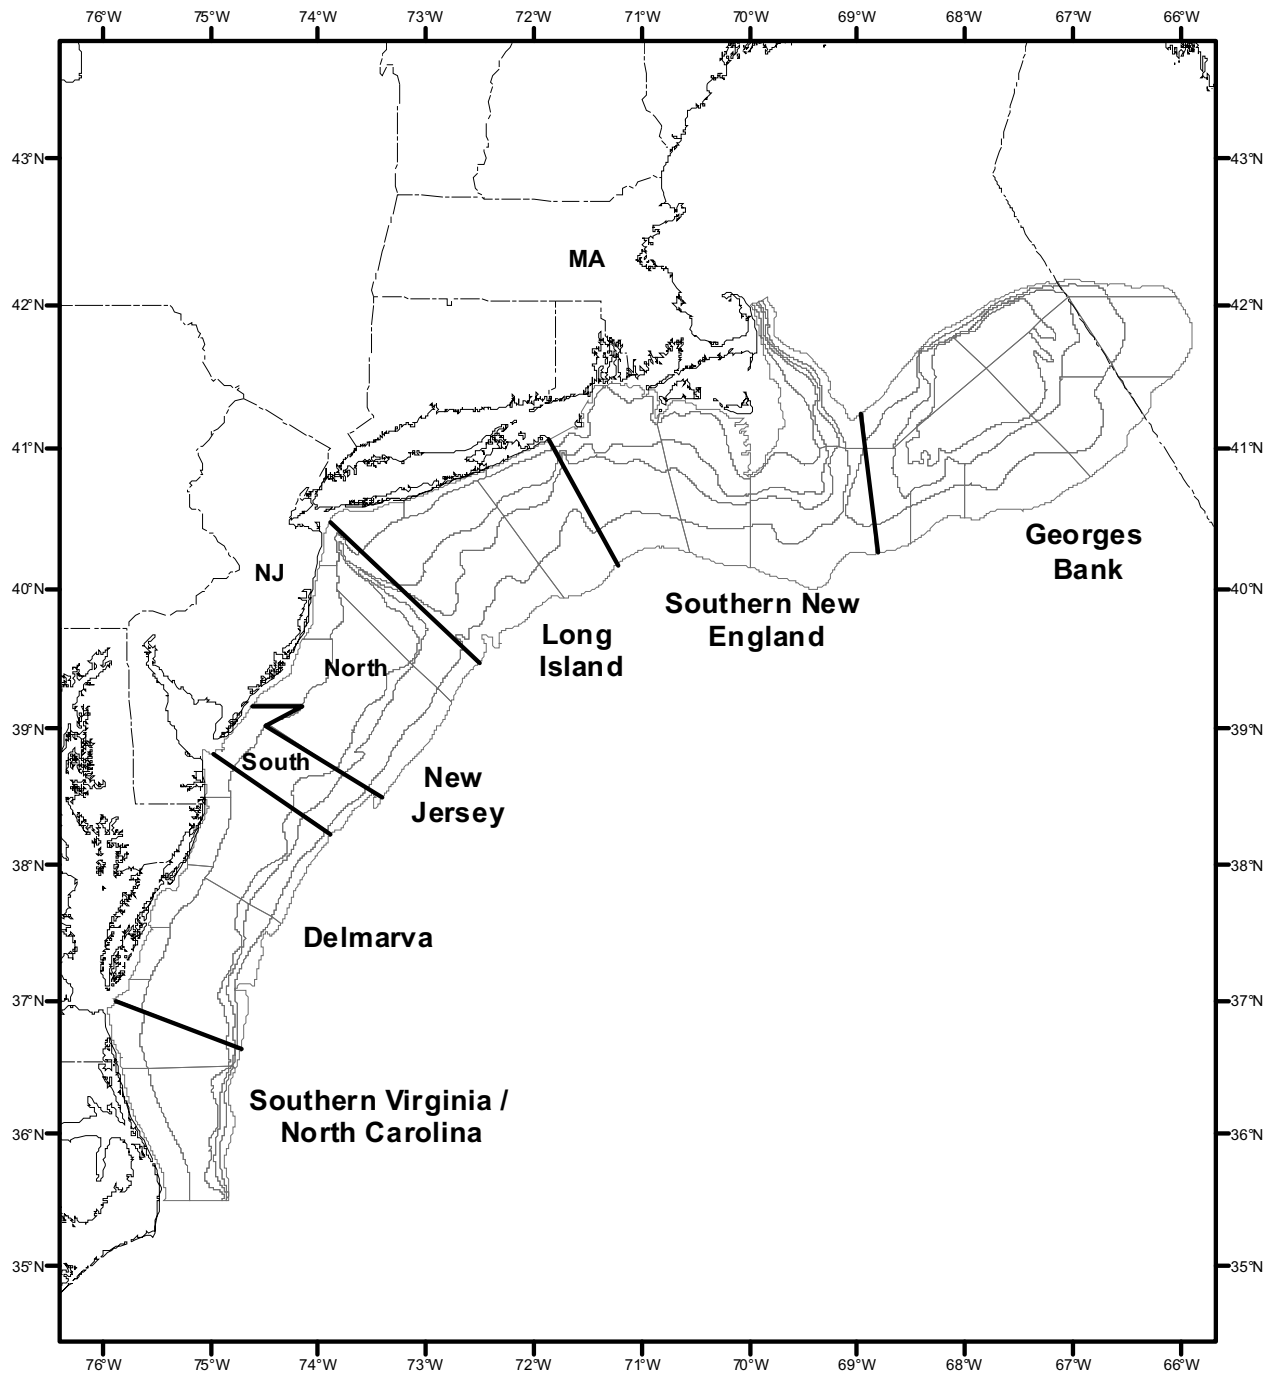 76°W 75°W 74°W 73°W 72°W 71°W 70°W 69°W 68°W 67°W 66°W
43°N 43°N
MA
42°N 42°N
41°N 41°N
Georges
Bank
NJ
40°N 40°N
Southern New
England
Long
Island
North
39°N 39°N
South
New
Jersey
38°N 38°N
Delmarva
37°N 37°N
Southern Virginia /
North Carolina
36°N 36°N
35°N 35°N
76°W 75°W 74°W 73°W 72°W 71°W 70°W 69°W 68°W 67°W 66°W